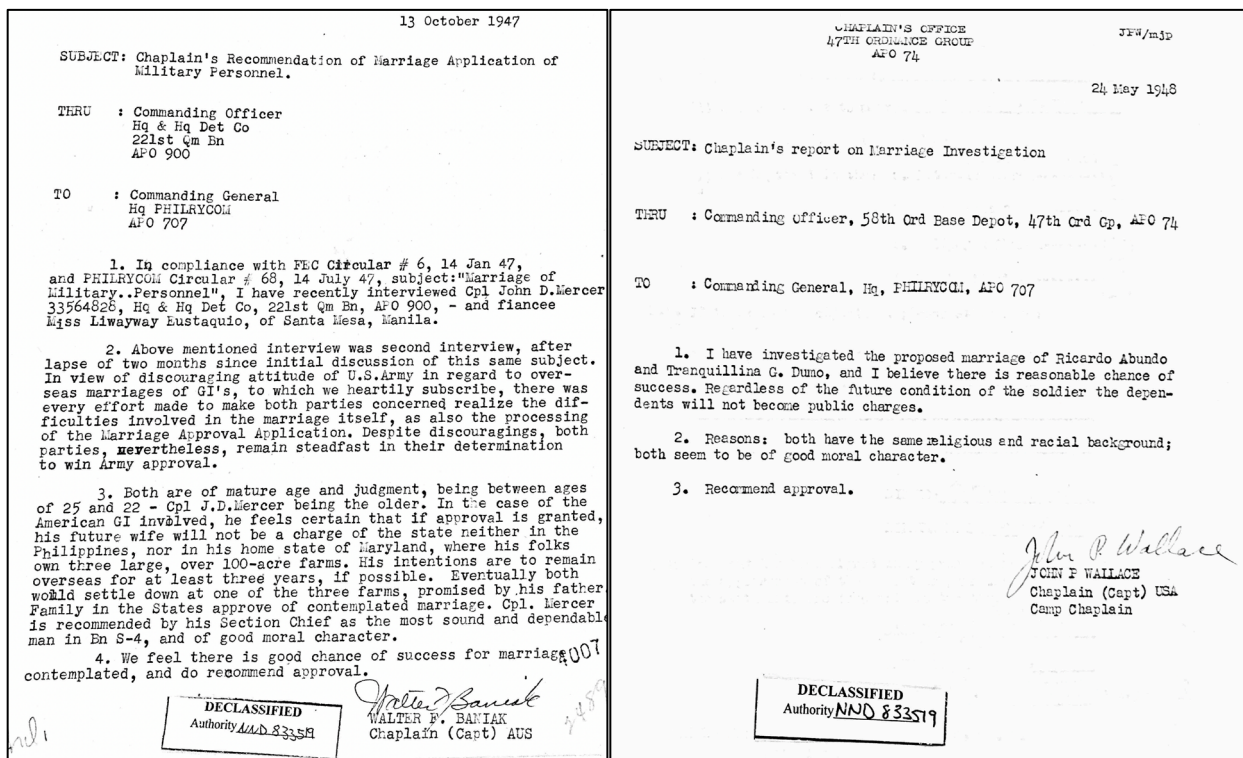 13 October 1947
SUBJECT: Chaplain's Recommendation of Marriage Application of
Military Personnel.
THRU : Commanding Officer
Hq & Hq Det Co
221st Qm Bn
APO 900
TO : Commanding General
Hq PHILRYCOM
APO 707
1. In compliance with FEC Circular # 6, 14 Jan 47,
and PHILRYCOM Circular # 68, 14 July 47, subject:"Marriage of
Military..Personnel", I have recently interviewed Cpl John D.Mercer
33564828, Hq & Hq Det Co, 221st Qm Bn, APO 900, - and fiancee
Miss Liwayway Eustaquio, of Santa Mesa, Manila.
2. Above mentioned interview was second interview, after
lapse of two months since initial discussion of this same subject.
In view of discouraging attitude of U.S.Army in regard to over-
seas marriages of GI's, to which we heartily subscribe, there was
every effort made to make both parties concerned realize the dif-
ficulties involved in the marriage itself, as also the processing
of the Marriage Approval Application. Despite discouragings, both
parties, nevertheless, remain steadfast in their determination
to win Army approval.
3. Both are of mature age and judgment, being between ages
of 25 and 22 - Cpl J.D.Mercer being the older. In the case of the
American GI involved, he feels certain that if approval is granted,
his future wife will not be a charge of the state neither in the
Philippines, nor in his home state of Maryland, where his folks
own three large, over 100-acre farms. His intentions are to remain
overseas for at least three years, if possible. Eventually both
would settle down at one of the three farms, promised by his father
Family in the States approve of contemplated marriage. Cpl. Mercer
is recommended by his Section Chief as the most sound and dependabl
man in Bn S-4, and of good moral character.
4. We feel there is good chance of success for marriage
contemplated, and do recommend approval.
007
Walter F Baniak
WALTER F. BANIAK
Chaplain (Capt) AUS
DECLASSIFIED
Authority NND 833519
2489
CHAPLAIN'S OFFICE
47TH ORDNANCE GROUP
APO 74
JPW/mjp
24 May 1948
SUBJECT: Chaplain's report on Marriage Investigation
THRU : Commanding Officer, 58th Ord Base Depot, 47th Ord Gp, APO 74
TO : Commanding General, Hq, PHILRYCOM, APO 707
1. I have investigated the proposed marriage of Ricardo Abundo
and Tranquillina G. Dumo, and I believe there is reasonable chance of
success. Regardless of the future condition of the soldier the depen-
dents will not become public charges.
2. Reasons: both have the same religious and racial background;
both seem to be of good moral character.
3. Recommend approval.
John P. Wallace
JOHN P WALLACE
Chaplain (Capt) USA
Camp Chaplain
DECLASSIFIED
Authority NND 833519